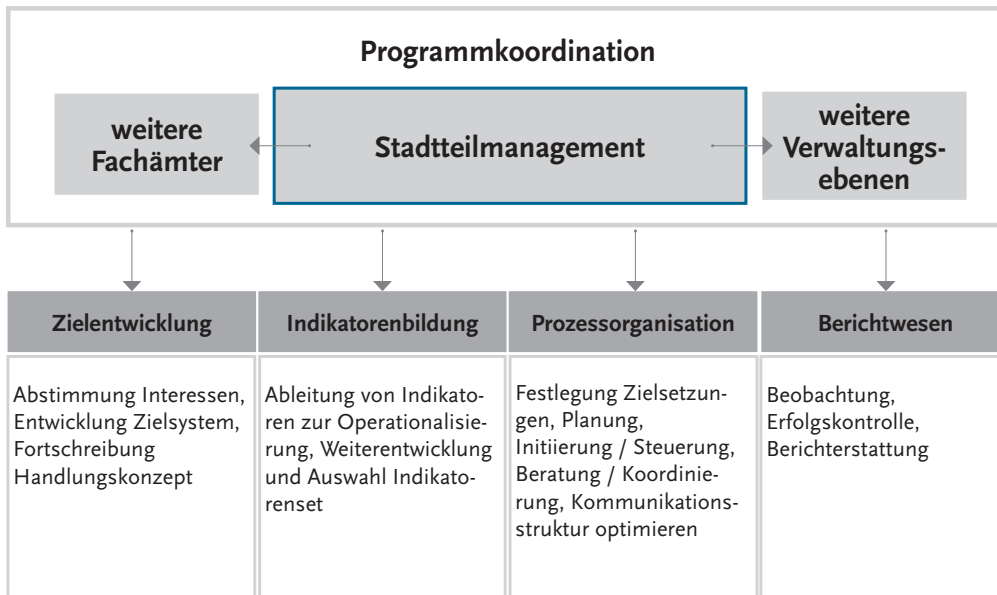 Programmkoordination
weitere
Fachämter
Stadtteilmanagement
weitere
Verwaltungs-
ebenen
Zielentwicklung
Abstimmung Interessen,
Entwicklung Zielsystem,
Fortschreibung
Handlungskonzept
Indikatorenbildung
Ableitung von Indikato-
ren zur Operationalisie-
rung, Weiterentwicklung
und Auswahl Indikato-
renset
Prozessorganisation
Festlegung Zielsetzun-
gen, Planung,
Initiierung / Steuerung,
Beratung / Koordinie-
rung, Kommunikations-
struktur optimieren
Berichtwesen
Beobachtung,
Erfolgskontrolle,
Berichterstattung